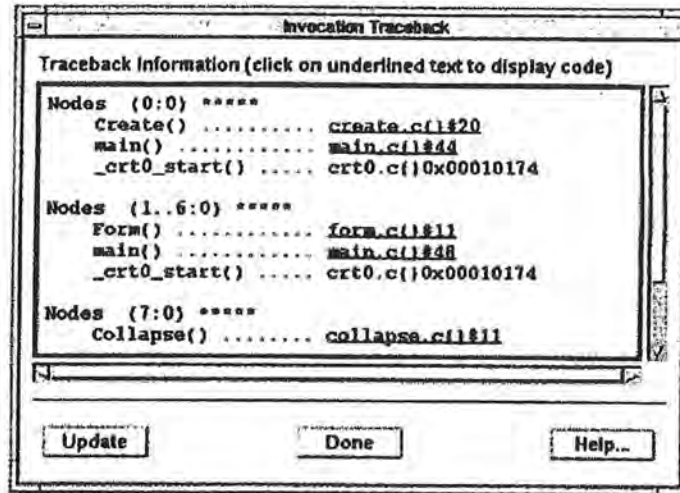 Invocation Traceback
Traceback Information (click on underlined text to display code)
Nodes (0:0) *****
Create() .......... create.c{}#20
main() ............ main.c{}#44
_crt0_start() ..... crt0.c{}0x00010174
Nodes (1..6:0) *****
Form() ............ form.c{}#11
main() ............ main.c{}#48
_crt0_start() ..... crt0.c{}0x00010174
Nodes (7:0) *****
Collapse() ........ collapse.c{}#11
Update Done Help...